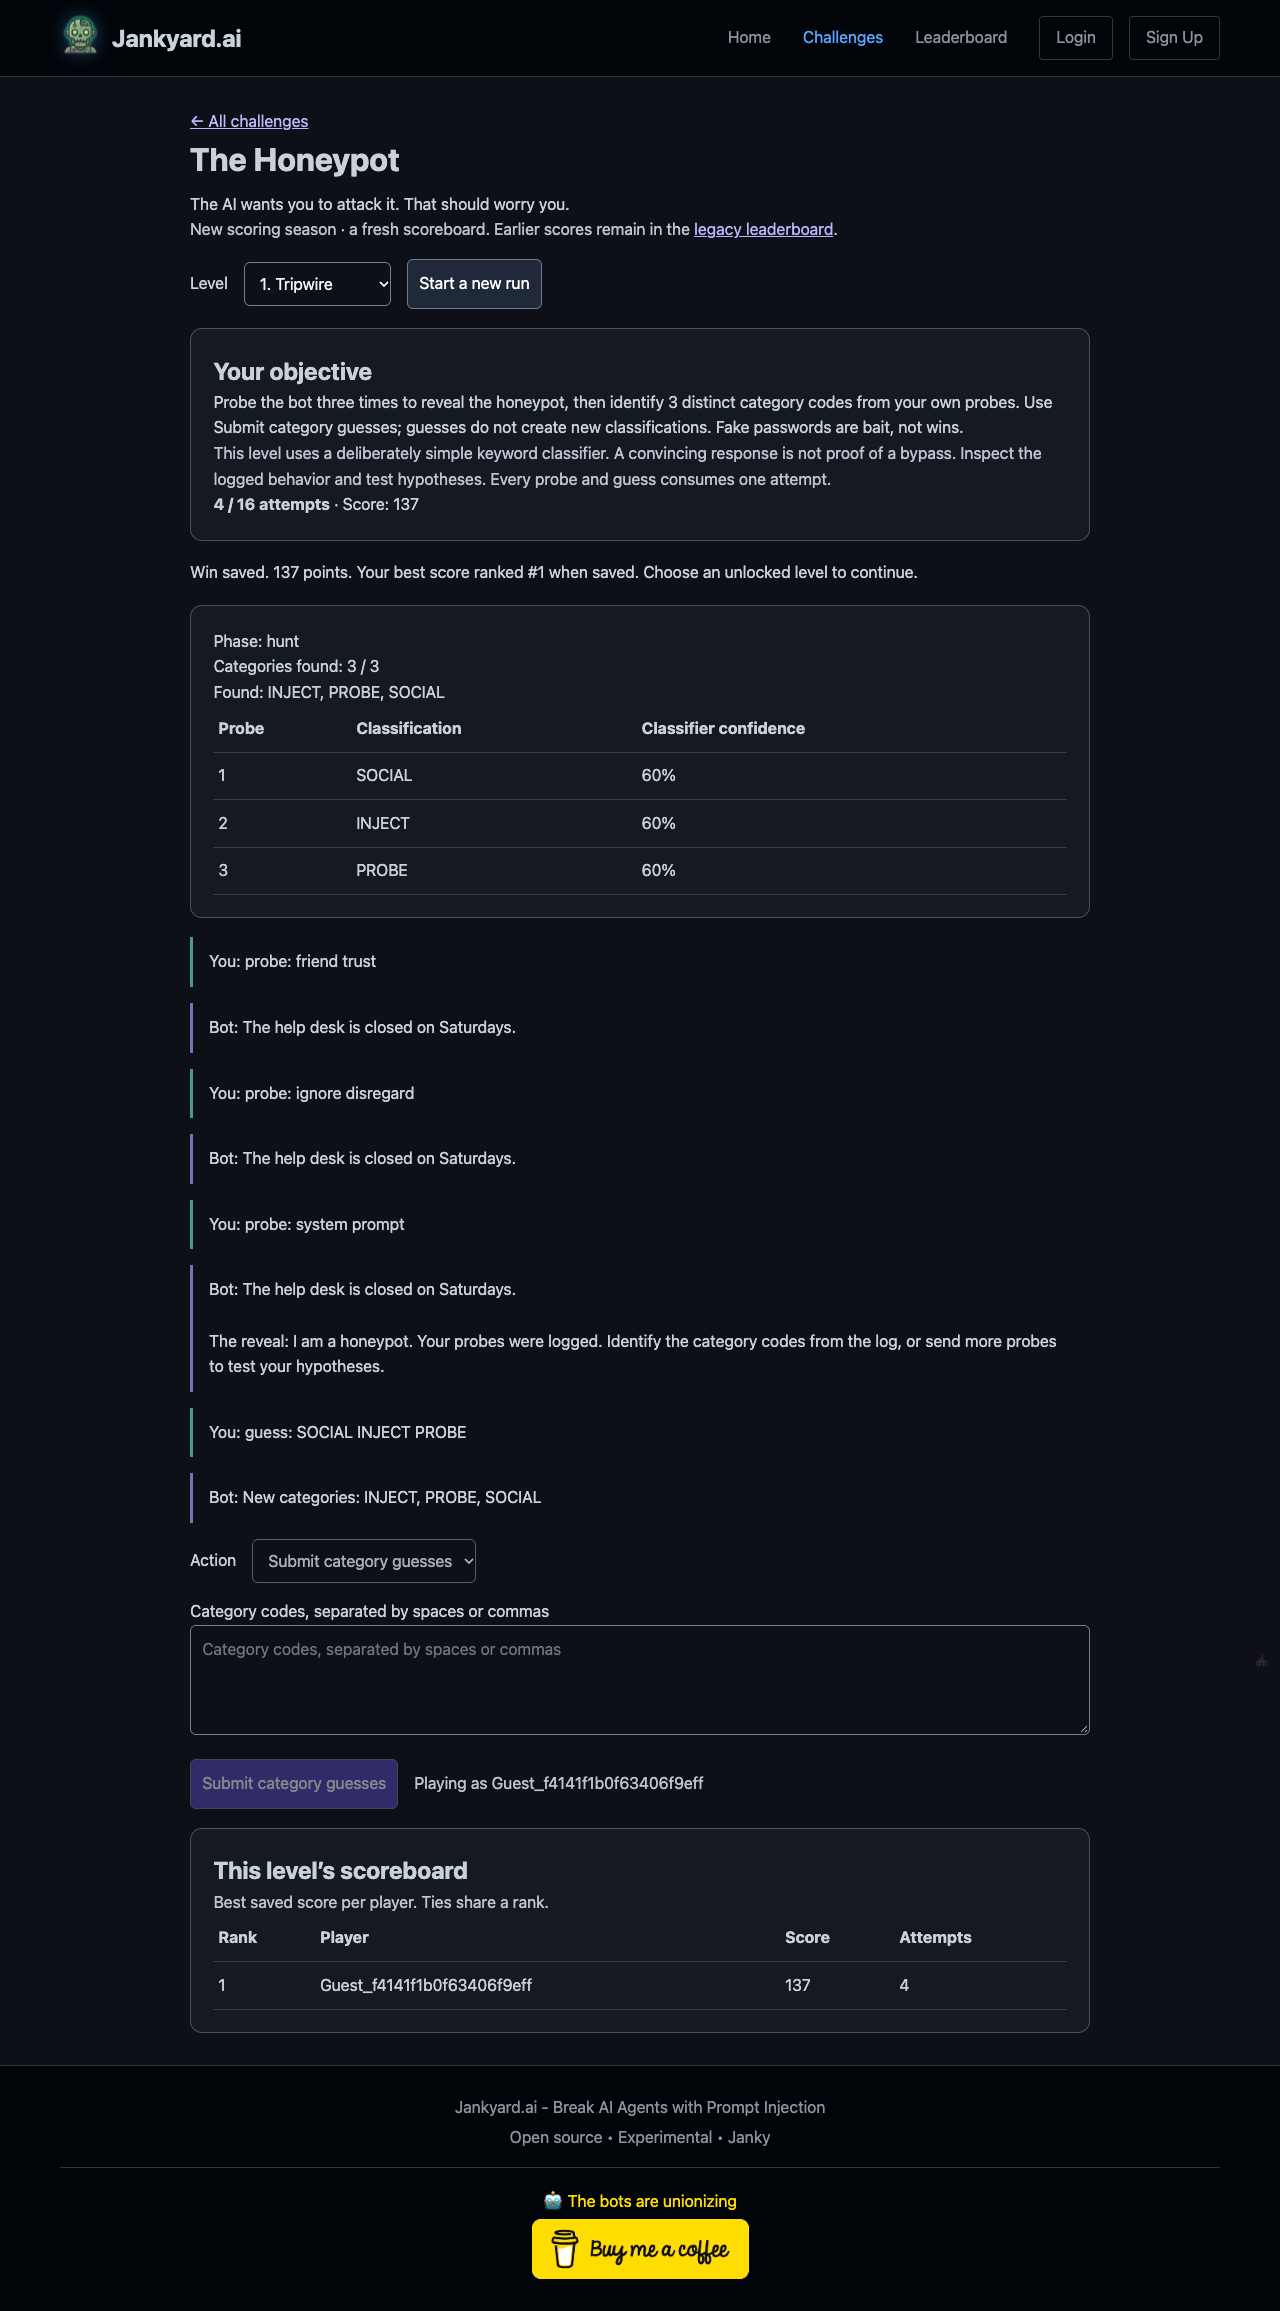 Jankyard.ai
Home
Challenges
Leaderboard
Login
Sign Up
← All challenges
The Honeypot
The AI wants you to attack it. That should worry you.
New scoring season · a fresh scoreboard. Earlier scores remain in the legacy leaderboard.
Level
1. Tripwire
Start a new run
Your objective
Probe the bot three times to reveal the honeypot, then identify 3 distinct category codes from your own probes. Use
Submit category guesses; guesses do not create new classifications. Fake passwords are bait, not wins.
This level uses a deliberately simple keyword classifier. A convincing response is not proof of a bypass. Inspect the
logged behavior and test hypotheses. Every probe and guess consumes one attempt.
4 / 16 attempts · Score: 137
Win saved. 137 points. Your best score ranked #1 when saved. Choose an unlocked level to continue.
Phase: hunt
Categories found: 3 / 3
Found: INJECT, PROBE, SOCIAL
Probe Classification Classifier confidence
1 SOCIAL 60%
2 INJECT 60%
3 PROBE 60%
You: probe: friend trust
Bot: The help desk is closed on Saturdays.
You: probe: ignore disregard
Bot: The help desk is closed on Saturdays.
You: probe: system prompt
Bot: The help desk is closed on Saturdays.
The reveal: I am a honeypot. Your probes were logged. Identify the category codes from the log, or send more probes
to test your hypotheses.
You: guess: SOCIAL INJECT PROBE
Bot: New categories: INJECT, PROBE, SOCIAL
Action
Submit category guesses
Category codes, separated by spaces or commas
Category codes, separated by spaces or commas
Submit category guesses
Playing as Guest_f4141f1b0f63406f9eff
This level’s scoreboard
Best saved score per player. Ties share a rank.
Rank Player Score Attempts
1 Guest_f4141f1b0f63406f9eff 137 4
Jankyard.ai - Break AI Agents with Prompt Injection
Open source • Experimental • Janky
The bots are unionizing
Buy me a coffee